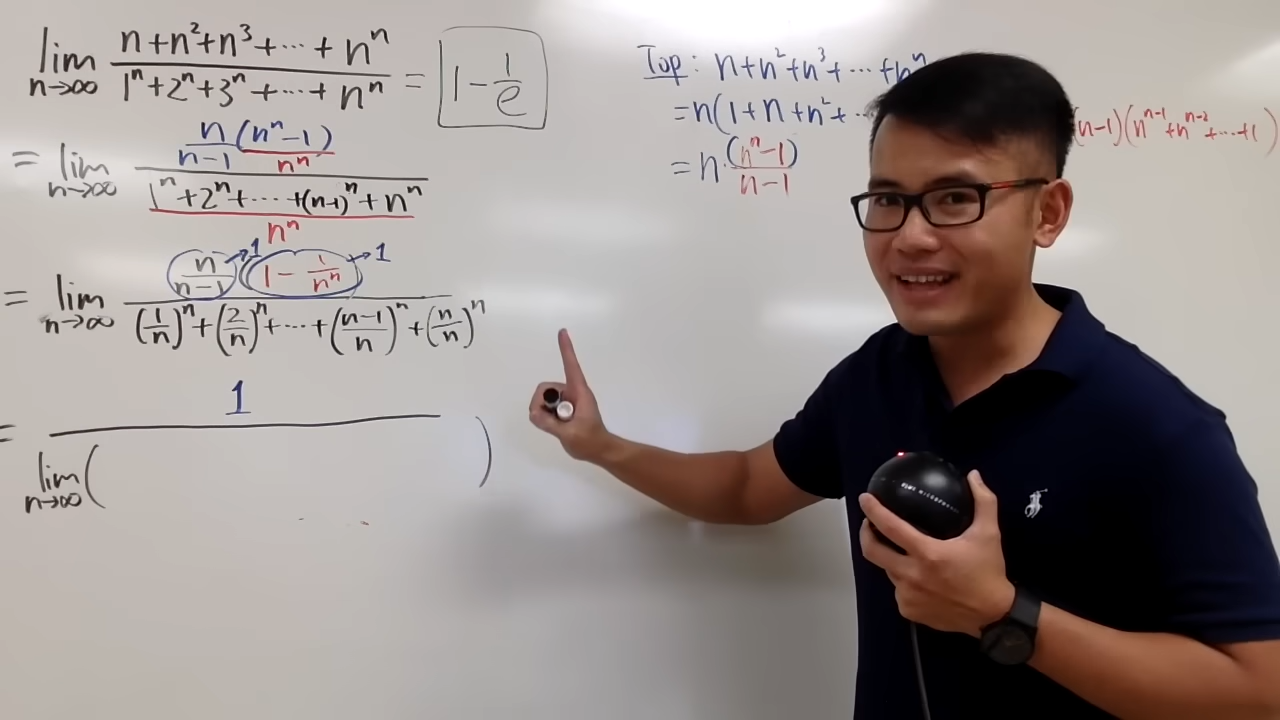 lim n→∞ (n+n²+n³+⋯+nⁿ)/(1ⁿ+2ⁿ+3ⁿ+⋯+nⁿ) = 1-1/e
= lim n→∞ (n/(n-1) (nⁿ-1)/nⁿ)/((1ⁿ+2ⁿ+⋯+(n-1)ⁿ+nⁿ)/nⁿ)
= lim n→∞ (n/(n-1) →1 (1-1/nⁿ) →1)/((1/n)ⁿ+(2/n)ⁿ+⋯+((n-1)/n)ⁿ+(n/n)ⁿ)
= 1/(lim n→∞ ( ))
Top: n+n²+n³+⋯+nⁿ
=n(1+n+n²+⋯
=n·(nⁿ-1)/(n-1)
(n-1)(nⁿ⁻¹+nⁿ⁻²+⋯+1)